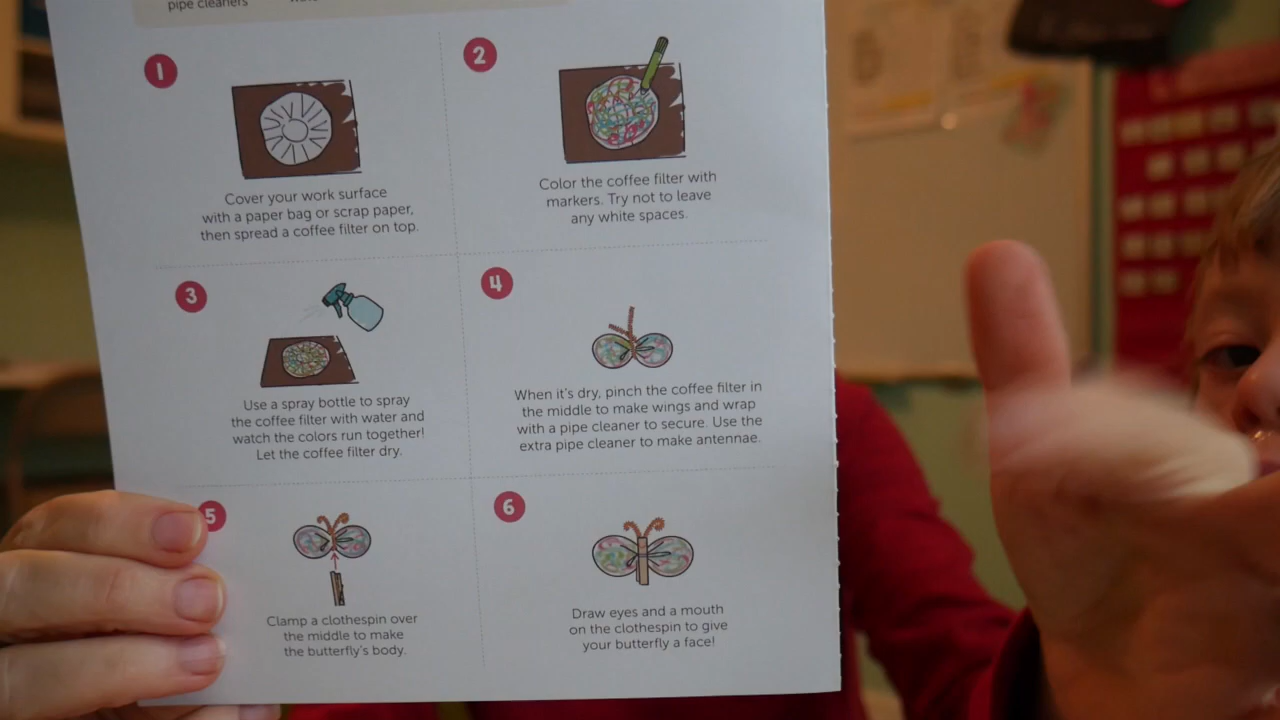 pipe cleaners
1
Cover your work surface
with a paper bag or scrap paper,
then spread a coffee filter on top.
2
Color the coffee filter with
markers. Try not to leave
any white spaces.
3
Use a spray bottle to spray
the coffee filter with water and
watch the colors run together!
Let the coffee filter dry.
4
When it's dry, pinch the coffee filter in
the middle to make wings and wrap
with a pipe cleaner to secure. Use the
extra pipe cleaner to make antennae.
5
Clamp a clothespin over
the middle to make
the butterfly's body.
6
Draw eyes and a mouth
on the clothespin to give
your butterfly a face!